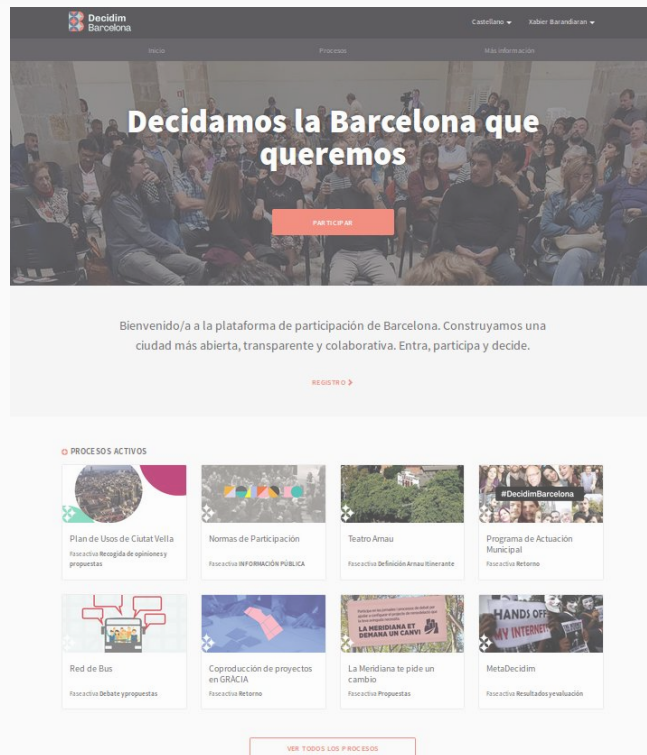 Decidim
Barcelona
Castellano
Xabier Barandiaran
Inicio
Procesos
Más información
Decidamos la Barcelona que
queremos
PARTICIPAR
Bienvenido/a a la plataforma de participación de Barcelona. Construyamos una
ciudad más abierta, transparente y colaborativa. Entra, participa y decide.
REGISTRO
PROCESOS ACTIVOS
Plan de Usos de Ciutat Vella
Fase activa Recogida de opiniones y
propuestas
Normas de Participación
Fase activa INFORMACIÓN PÚBLICA
Teatro Arnau
Fase activa Definición Arnau Itinerante
#DecidimBarcelona
Programa de Actuación
Municipal
Fase activa Retorno
Red de Bus
Fase activa Debate y propuestas
Coproducción de proyectos
en GRÀCIA
Fase activa Retorno
LA MERIDIANA ET
DEMANA UN CANVI
La Meridiana te pide un
cambio
Fase activa Propuestas
HANDS OFF
MY INTERNET
MetaDecidim
Fase activa Resultados y evaluación
VER TODOS LOS PROCESOS